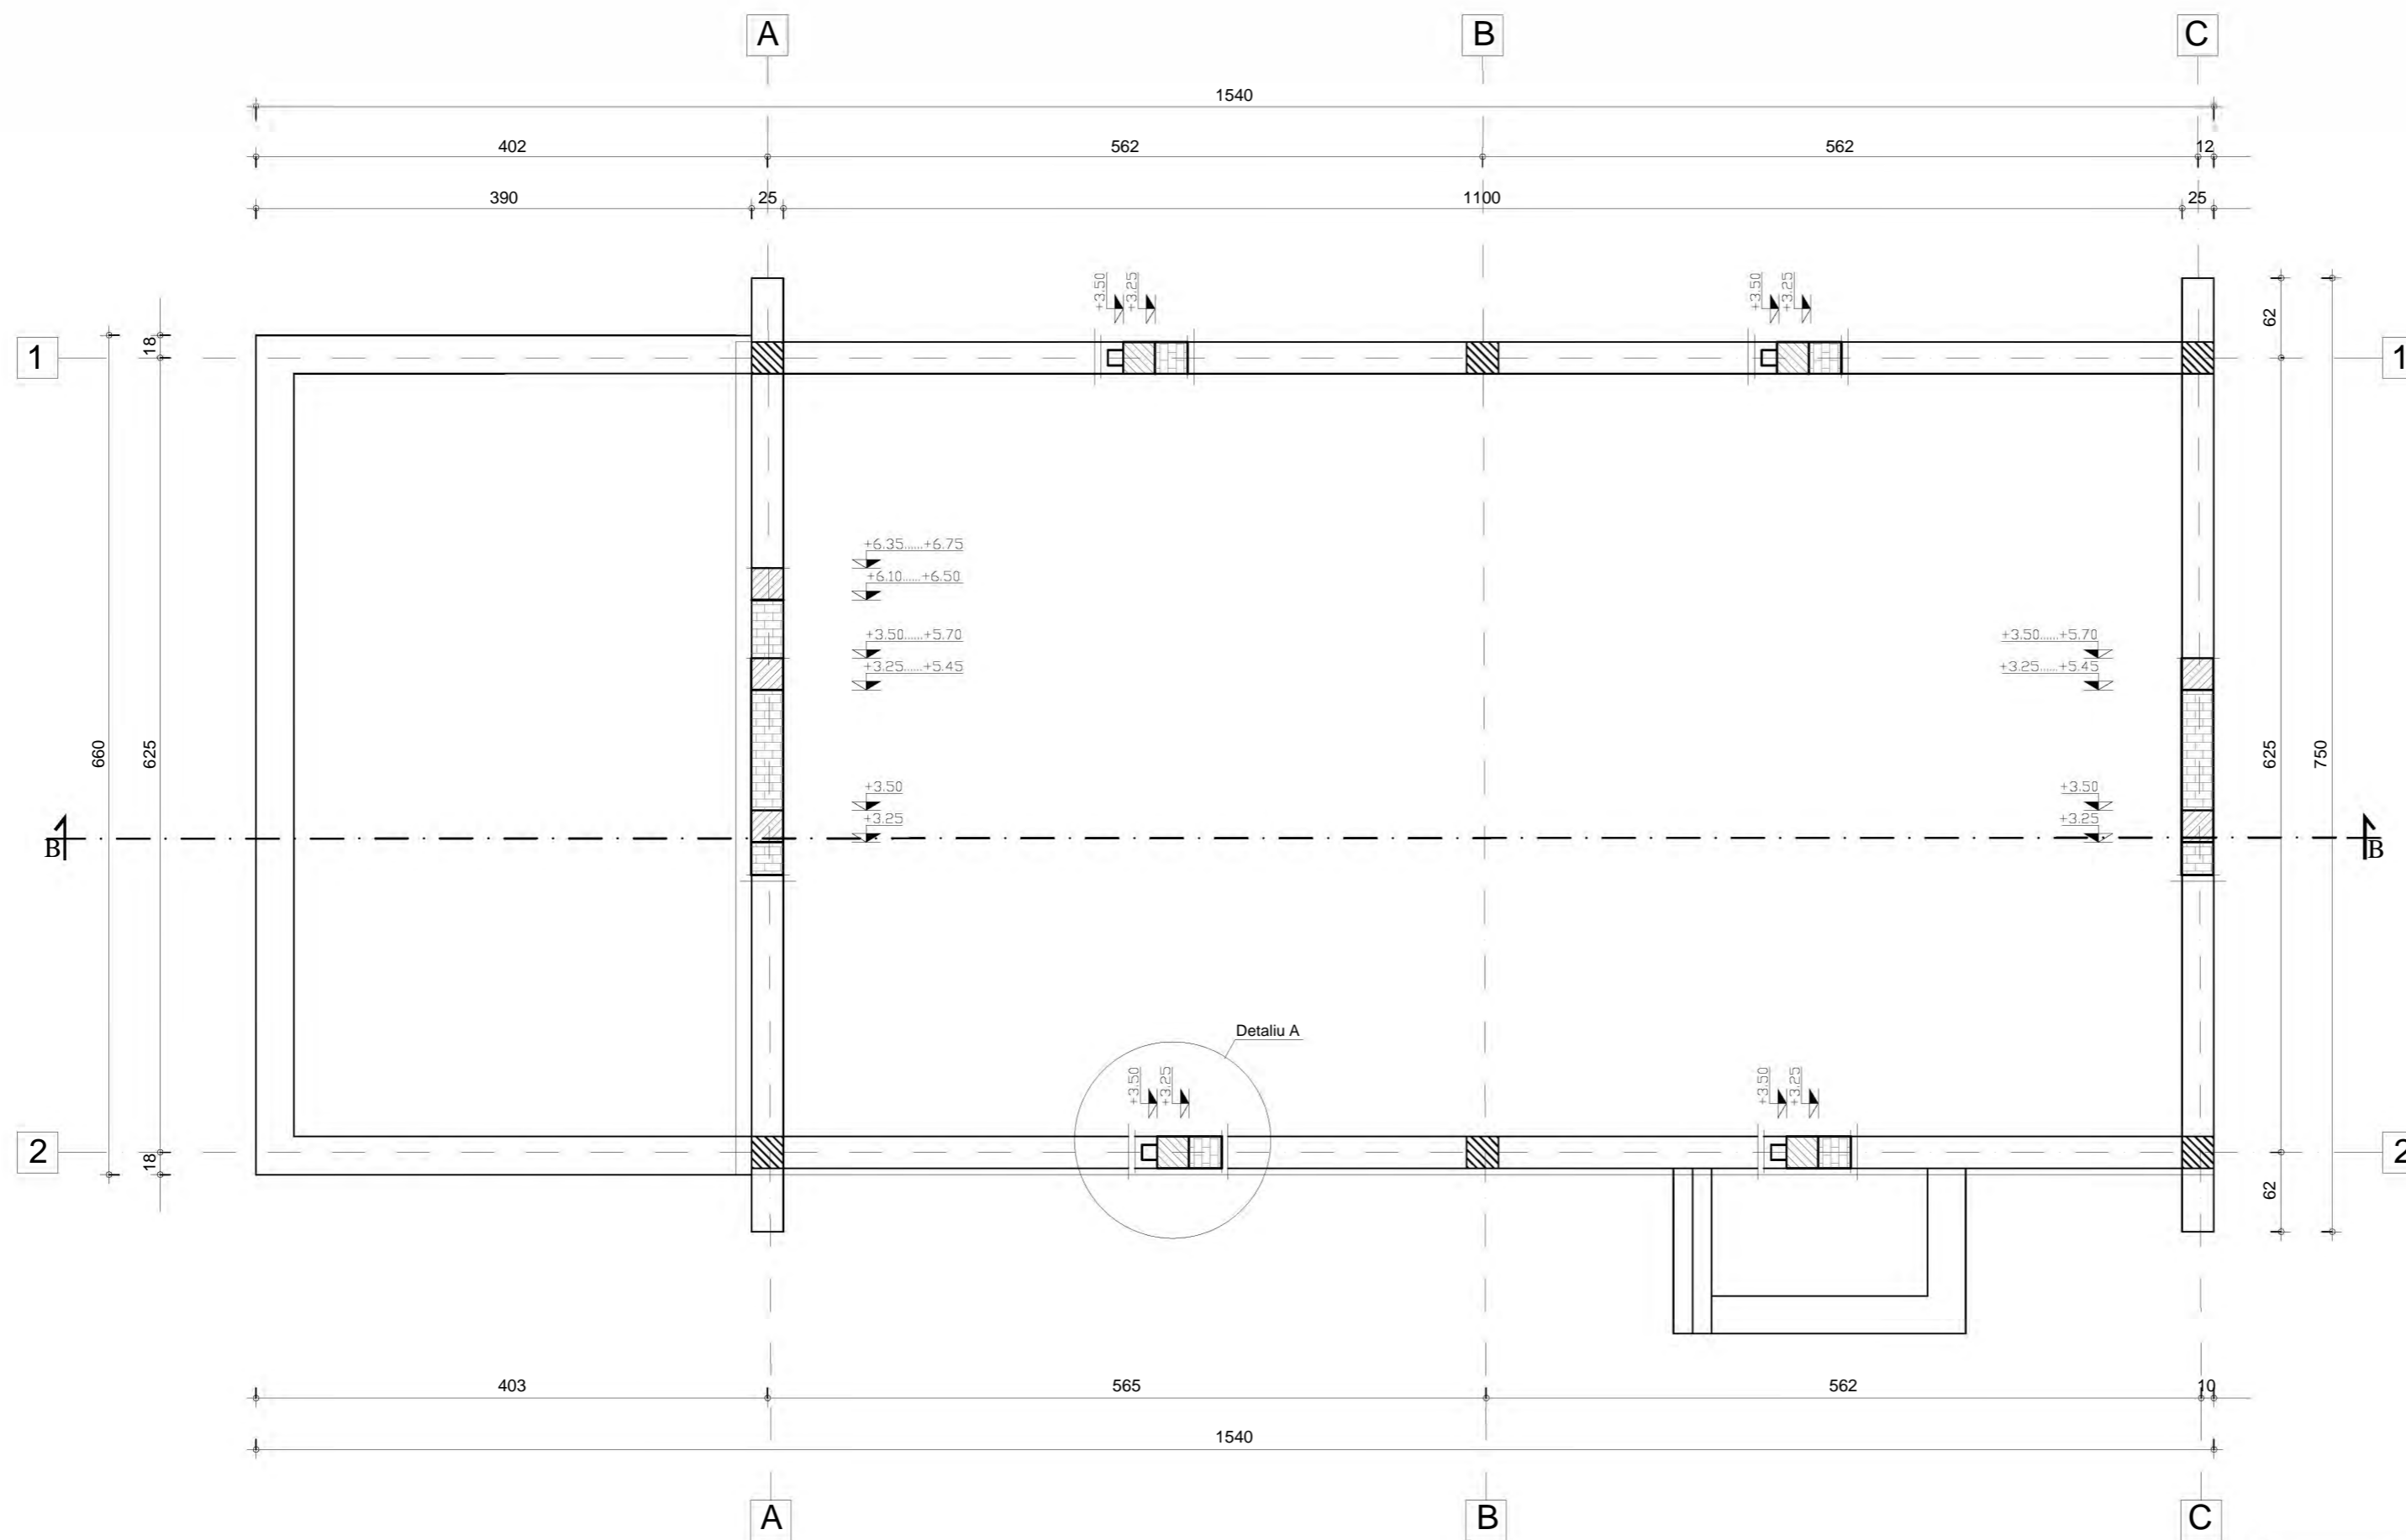 A B C
1540
402 562 562 12
390 25 1100 25
+3.50 +3.25 +3.50 +3.25
62
18
1 1
+6.35......+6.75
+6.10......+6.50
+3.50......+5.70 +3.50......+5.70
+3.25......+5.45 +3.25......+5.45
660 625 625 750
+3.50 +3.50
+3.25 +3.25
B B
Detaliu A
+3.50 +3.25 +3.50 +3.25
2 2
18
62
403 565 562 10
1540
A B C